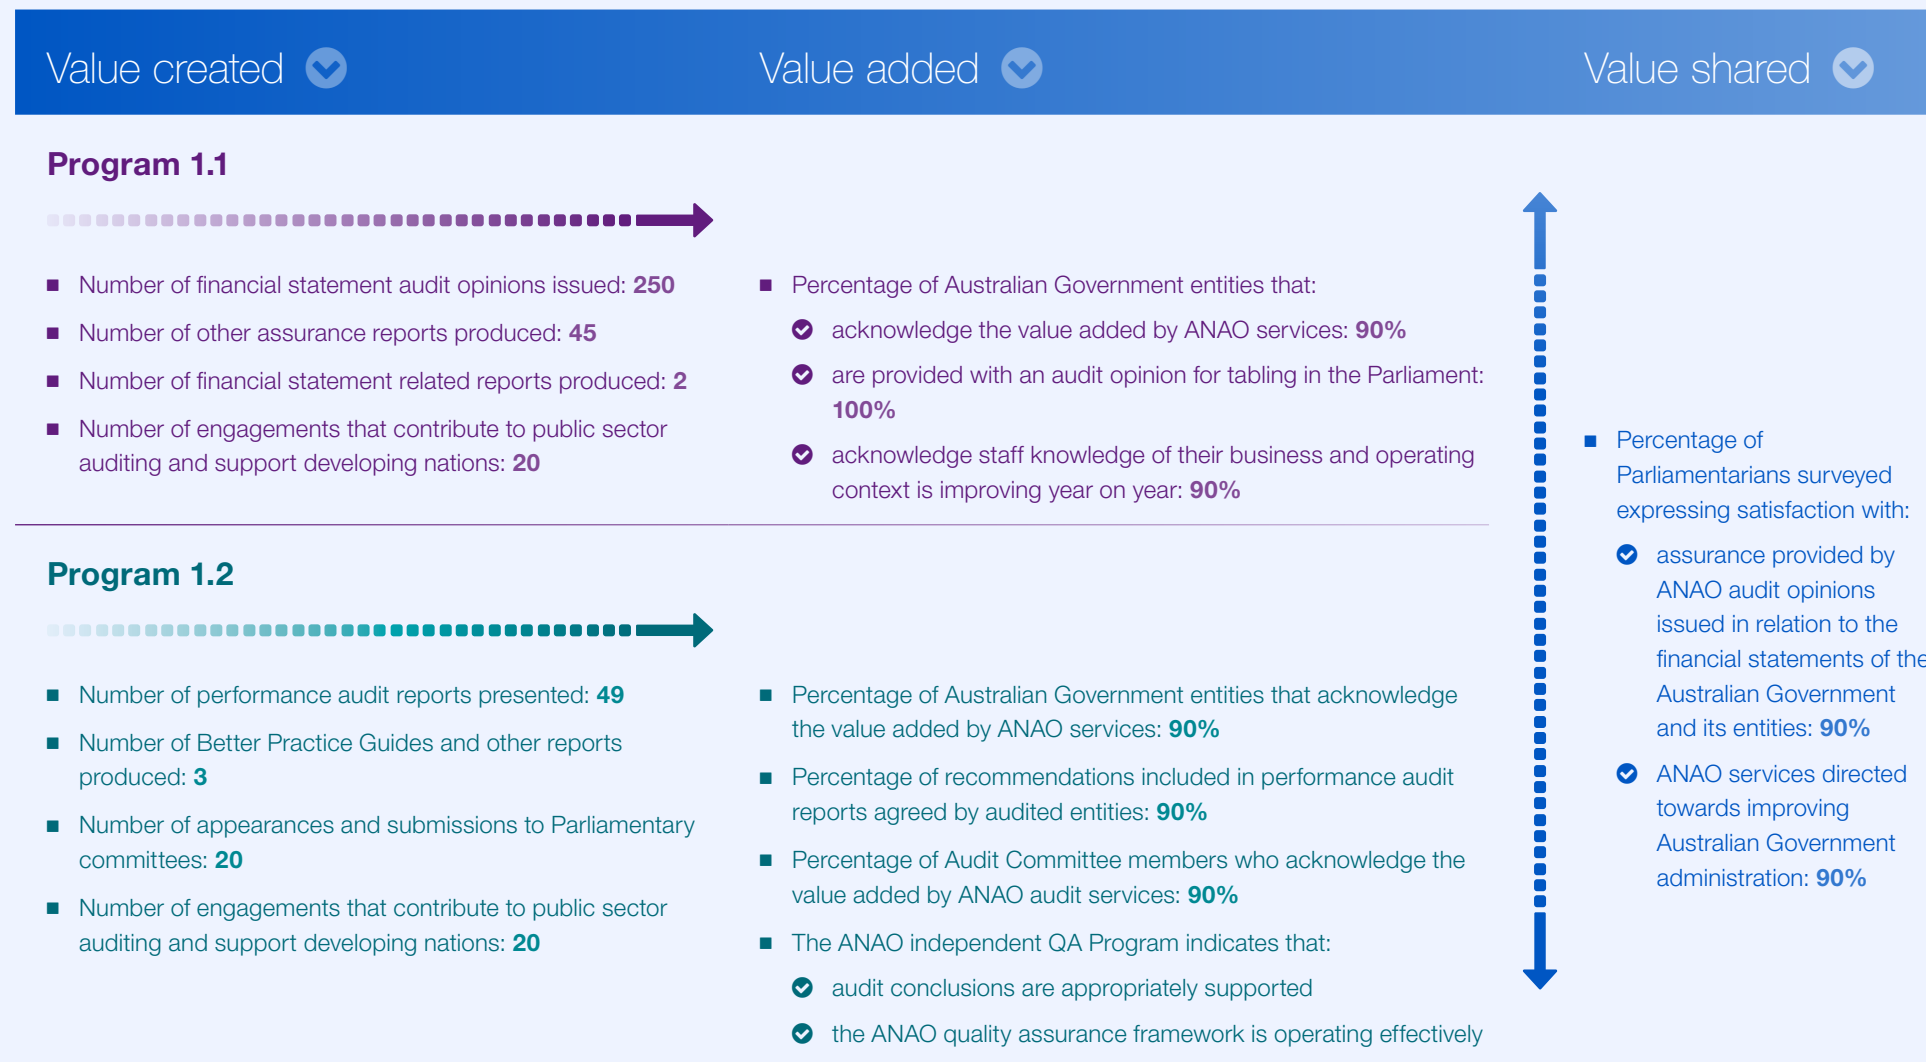 Value created
Value added
Value shared
Program 1.1
■ Number of financial statement audit opinions issued: 250
■ Number of other assurance reports produced: 45
■ Number of financial statement related reports produced: 2
■ Number of engagements that contribute to public sector
auditing and support developing nations: 20
■ Percentage of Australian Government entities that:
acknowledge the value added by ANAO services: 90%
are provided with an audit opinion for tabling in the Parliament:
100%
acknowledge staff knowledge of their business and operating
context is improving year on year: 90%
Program 1.2
■ Number of performance audit reports presented: 49
■ Number of Better Practice Guides and other reports
produced: 3
■ Number of appearances and submissions to Parliamentary
committees: 20
■ Number of engagements that contribute to public sector
auditing and support developing nations: 20
■ Percentage of Australian Government entities that acknowledge
the value added by ANAO services: 90%
■ Percentage of recommendations included in performance audit
reports agreed by audited entities: 90%
■ Percentage of Audit Committee members who acknowledge the
value added by ANAO audit services: 90%
■ The ANAO independent QA Program indicates that:
audit conclusions are appropriately supported
the ANAO quality assurance framework is operating effectively
■ Percentage of
Parliamentarians surveyed
expressing satisfaction with:
assurance provided by
ANAO audit opinions
issued in relation to the
financial statements of the
Australian Government
and its entities: 90%
ANAO services directed
towards improving
Australian Government
administration: 90%